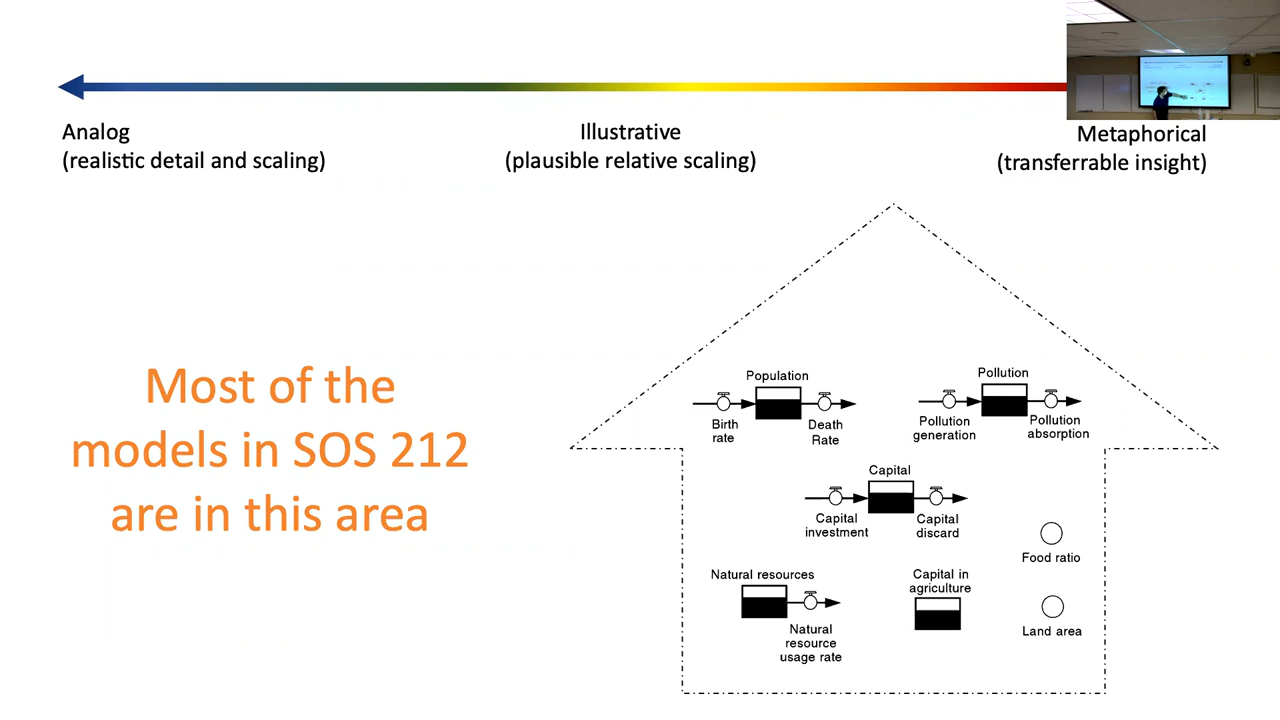 Analog
(realistic detail and scaling)
Illustrative
(plausible relative scaling)
Metaphorical
(transferrable insight)
Most of the
models in SOS 212
are in this area
Population
Birth
rate
Death
Rate
Pollution
Pollution
generation
Pollution
absorption
Capital
Capital
investment
Capital
discard
Food ratio
Natural resources
Natural
resource
usage rate
Capital in
agriculture
Land area